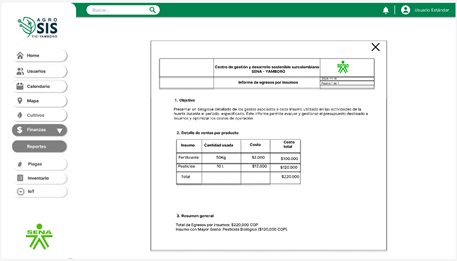 AGRO
SIS
TIC-YAMBORÓ
Buscar...
Usuario Estándar
Home
Usuarios
Calendario
Mapa
Cultivos
Finanzas
Reportes
Plagas
Inventario
IoT
SENA
Centro de gestión y desarrollo sostenible surcolombiano
SENA - YAMBORÓ
Informe de egresos por insumos
1. Objetivo
Presentar un desglose detallado de los gastos asociados a cada insumo utilizado en las actividades de la
huerta durante el periodo especificado. Este informe permite evaluar y gestionar el presupuesto destinado a
insumos y optimizar los costos de operación
2. Detalle de ventas por producto
Insumo Cantidad usada Costo Costo total
Fertilizante 50Kg $2.000 $100.000
Pesticida 10 L $12.000 $120.000
Total $220.000
3. Resumen general
Total de Egresos por Insumos: $220,000 COP
Insumo con Mayor Gasto: Pesticida Biológico ($120,000 COP).